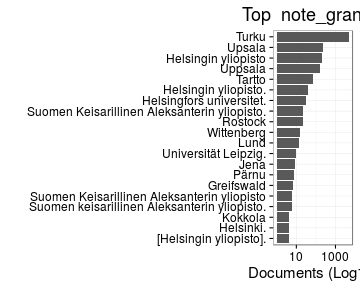 Top note_gran
Turku
Upsala
Helsingin yliopisto
Uppsala
Tartto
Helsingin yliopisto.
Helsingfors universitet.
Suomen Keisarillinen Aleksanterin yliopisto.
Rostock
Wittenberg
Lund
Universität Leipzig.
Jena
Pärnu
Greifswald
Suomen Keisarillinen Aleksanterin yliopisto
Suomen keisarillinen Aleksanterin yliopisto.
Kokkola
Helsinki.
[Helsingin yliopisto].
10 1000
Documents (Log